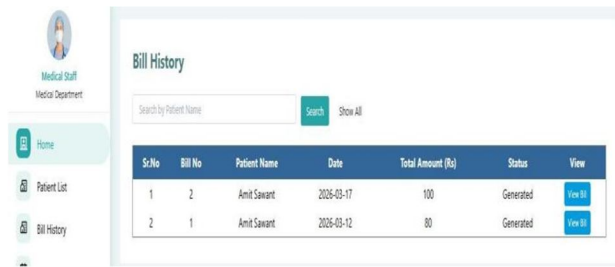 Medical Staff
Medical Department
Home
Patient List
Bill History
Bill History
Search by Patient Name Search Show All
Sr.No Bill No Patient Name Date Total Amount (Rs) Status View
1 2 Amit Sawant 2026-03-17 100 Generated View Bill
2 1 Amit Sawant 2026-03-12 80 Generated View Bill